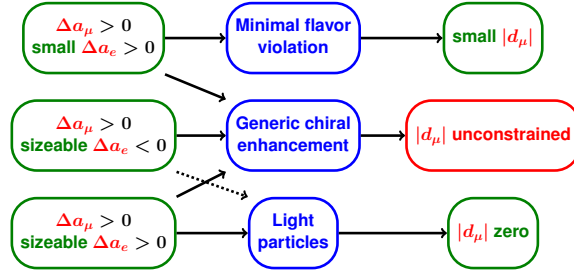 Δa_μ > 0
small Δa_e > 0
Minimal flavor
violation
small |d_μ|
Δa_μ > 0
sizeable Δa_e < 0
Generic chiral
enhancement
|d_μ| unconstrained
Δa_μ > 0
sizeable Δa_e > 0
Light
particles
|d_μ| zero